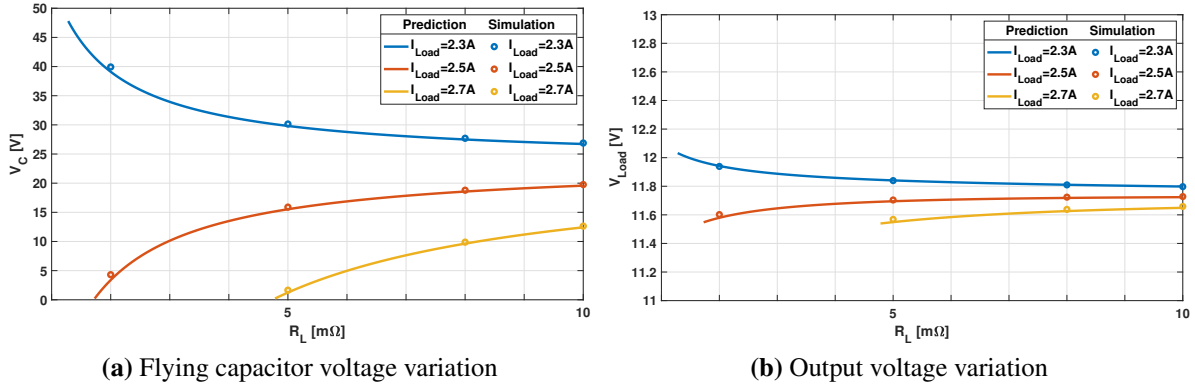 50
45
40
35
30
25
20
15
10
5
0
V_C [V]
5
10
R_L [mΩ]
Prediction Simulation
I_Load=2.3A I_Load=2.3A
I_Load=2.5A I_Load=2.5A
I_Load=2.7A I_Load=2.7A
(a) Flying capacitor voltage variation
13
12.8
12.6
12.4
12.2
12
11.8
11.6
11.4
11.2
11
V_Load [V]
5
10
R_L [mΩ]
Prediction Simulation
I_Load=2.3A I_Load=2.3A
I_Load=2.5A I_Load=2.5A
I_Load=2.7A I_Load=2.7A
(b) Output voltage variation